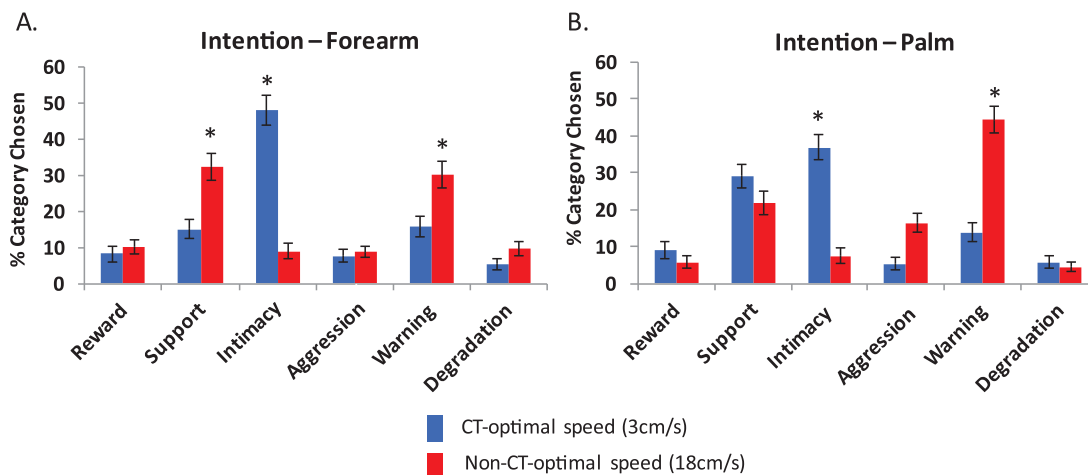 A.
Intention – Forearm
% Category Chosen
60
50
40
30
20
10
0
*
*
*
Reward
Support
Intimacy
Aggression
Warning
Degradation
B.
Intention – Palm
% Category Chosen
60
50
40
30
20
10
0
*
*
Reward
Support
Intimacy
Aggression
Warning
Degradation
CT-optimal speed (3cm/s)
Non-CT-optimal speed (18cm/s)